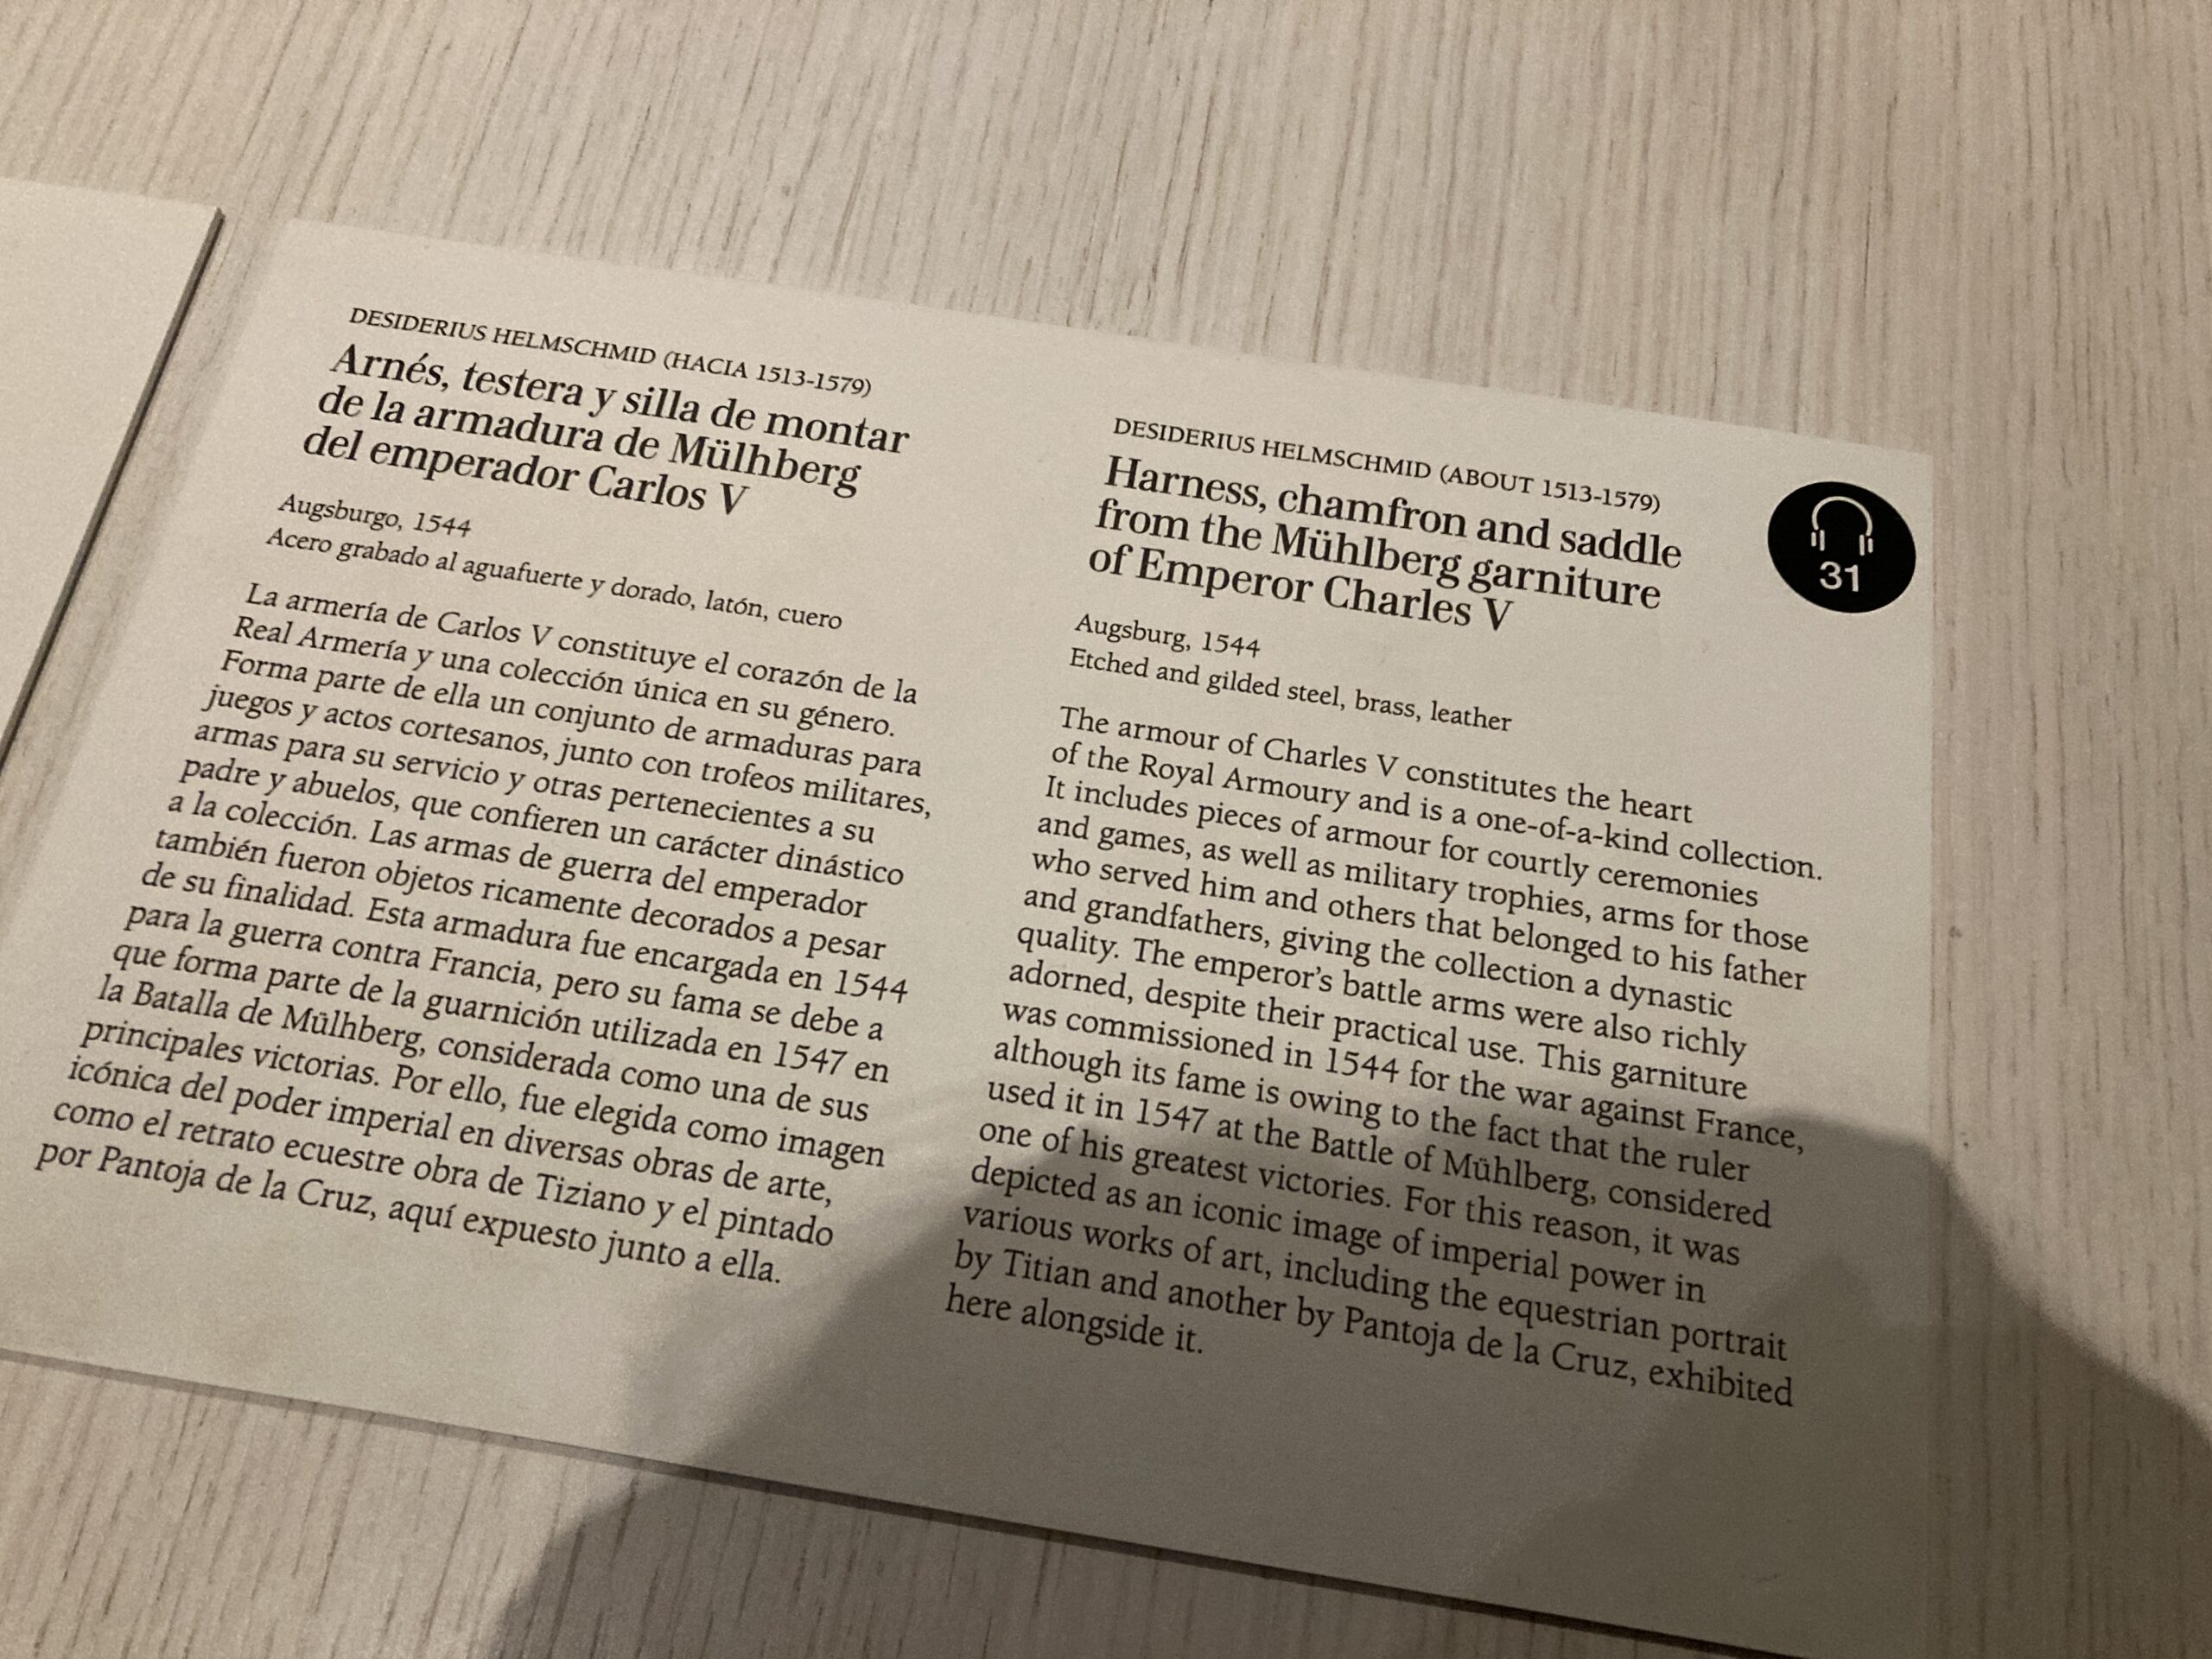 DESIDERIUS HELMSCHMID (HACIA 1513-1579)
Arnés, testera y silla de montar
de la armadura de Mülhberg
del emperador Carlos V
Augsburgo, 1544
Acero grabado al aguafuerte y dorado, latón, cuero
La armería de Carlos V constituye el corazón de la
Real Armería y una colección única en su género.
Forma parte de ella un conjunto de armaduras para
juegos y actos cortesanos, junto con trofeos militares,
armas para su servicio y otras pertenecientes a su
padre y abuelos, que confieren un carácter dinástico
a la colección. Las armas de guerra del emperador
también fueron objetos ricamente decorados a pesar
de su finalidad. Esta armadura fue encargada en 1544
para la guerra contra Francia, pero su fama se debe a
que forma parte de la guarnición utilizada en 1547 en
la Batalla de Mülhberg, considerada como una de sus
principales victorias. Por ello, fue elegida como imagen
icónica del poder imperial en diversas obras de arte,
como el retrato ecuestre obra de Tiziano y el pintado
por Pantoja de la Cruz, aquí expuesto junto a ella.
DESIDERIUS HELMSCHMID (ABOUT 1513-1579)
Harness, chamfron and saddle
from the Mühlberg garniture
of Emperor Charles V
31
Augsburg, 1544
Etched and gilded steel, brass, leather
The armour of Charles V constitutes the heart
of the Royal Armoury and is a one-of-a-kind collection.
It includes pieces of armour for courtly ceremonies
and games, as well as military trophies, arms for those
who served him and others that belonged to his father
and grandfathers, giving the collection a dynastic
quality. The emperor's battle arms were also richly
adorned, despite their practical use. This garniture
was commissioned in 1544 for the war against France,
although its fame is owing to the fact that the ruler
used it in 1547 at the Battle of Mühlberg, considered
one of his greatest victories. For this reason, it was
depicted as an iconic image of imperial power in
various works of art, including the equestrian portrait
by Titian and another by Pantoja de la Cruz, exhibited
here alongside it.